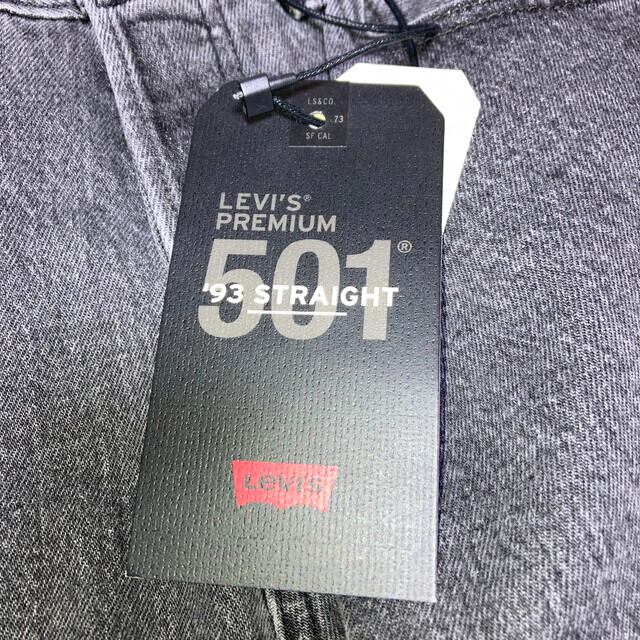 LS&CO.
73
SF CAL
LEVI'S®
PREMIUM
501®
'93 STRAIGHT
LEVI'S